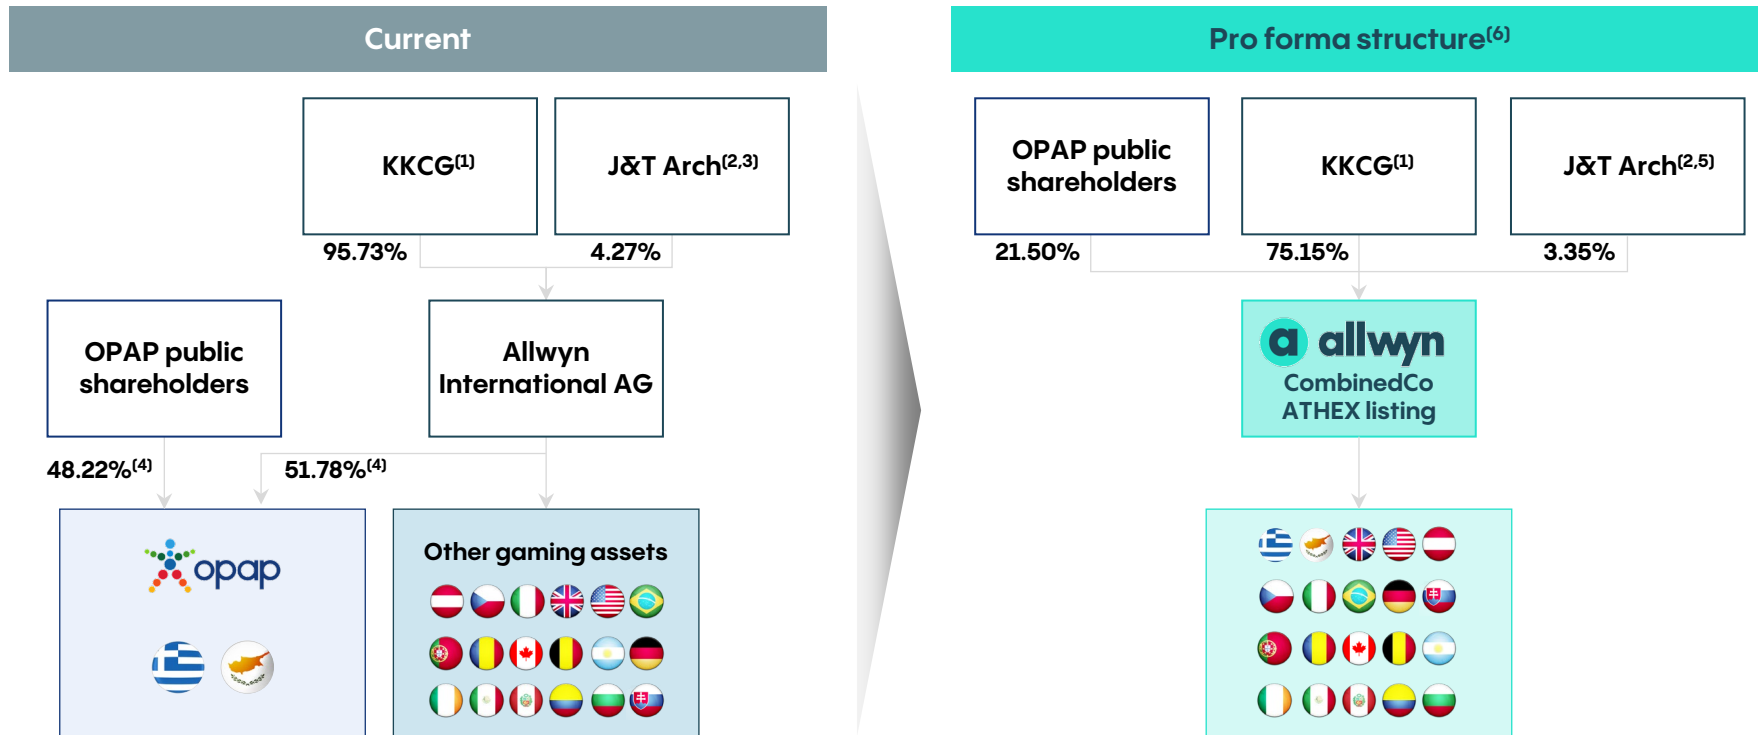 Current
KKCG(1)
J&T Arch(2,3)
95.73%
4.27%
OPAP public
shareholders
Allwyn
International AG
48.22%(4)
51.78%(4)
opap
Other gaming assets
Pro forma structure(6)
OPAP public
shareholders
KKCG(1)
J&T Arch(2,5)
21.50%
75.15%
3.35%
a allwyn
CombinedCo
ATHEX listing